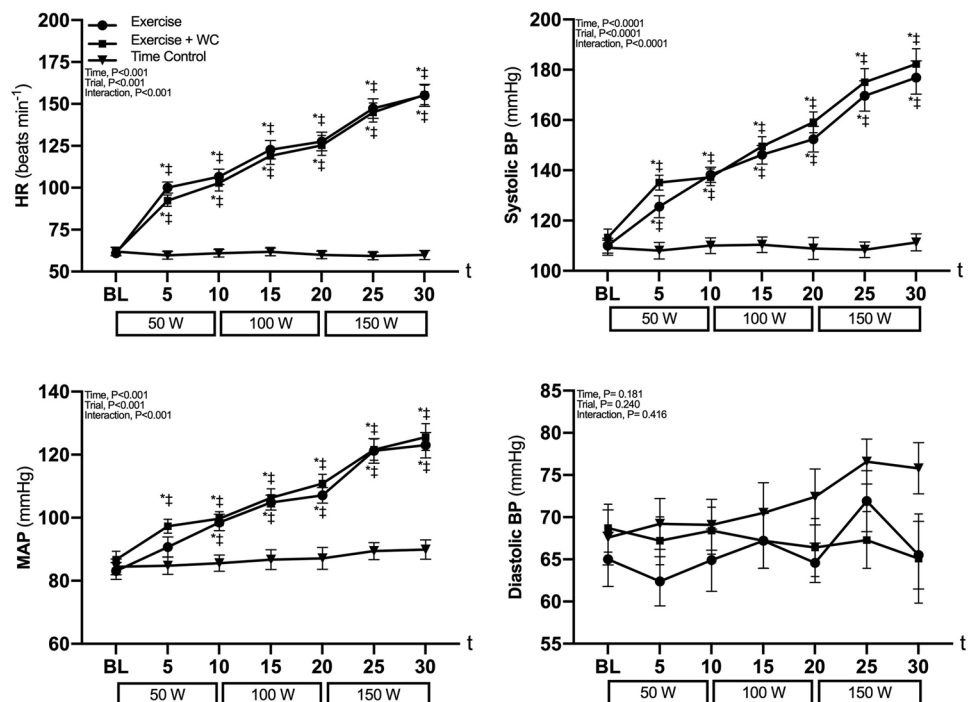 HR (beats min⁻¹)
200
175
150
125
100
75
50
Exercise
Exercise + WC
Time Control
Time, P<0.001
Trial, P<0.001
Interaction, P<0.001
*‡ *‡ *‡ *‡ *‡ *‡
*‡ *‡ *‡ *‡ *‡ *‡
BL 5 10 15 20 25 30 t
50 W 100 W 150 W
Systolic BP (mmHg)
200
180
160
140
120
100
Time, P<0.0001
Trial, P<0.0001
Interaction, P<0.0001
*‡ *‡ *‡ *‡ *‡ *‡
*‡ *‡ *‡ *‡ *‡ *‡
BL 5 10 15 20 25 30 t
50 W 100 W 150 W
MAP (mmHg)
140
120
100
80
60
Time, P<0.001
Trial, P<0.001
Interaction, P<0.001
*‡ *‡ *‡ *‡ *‡ *‡
*‡ *‡ *‡ *‡ *‡
BL 5 10 15 20 25 30 t
50 W 100 W 150 W
Diastolic BP (mmHg)
85
80
75
70
65
60
55
Time, P= 0.181
Trial, P= 0.240
Interaction, P= 0.416
BL 5 10 15 20 25 30 t
50 W 100 W 150 W